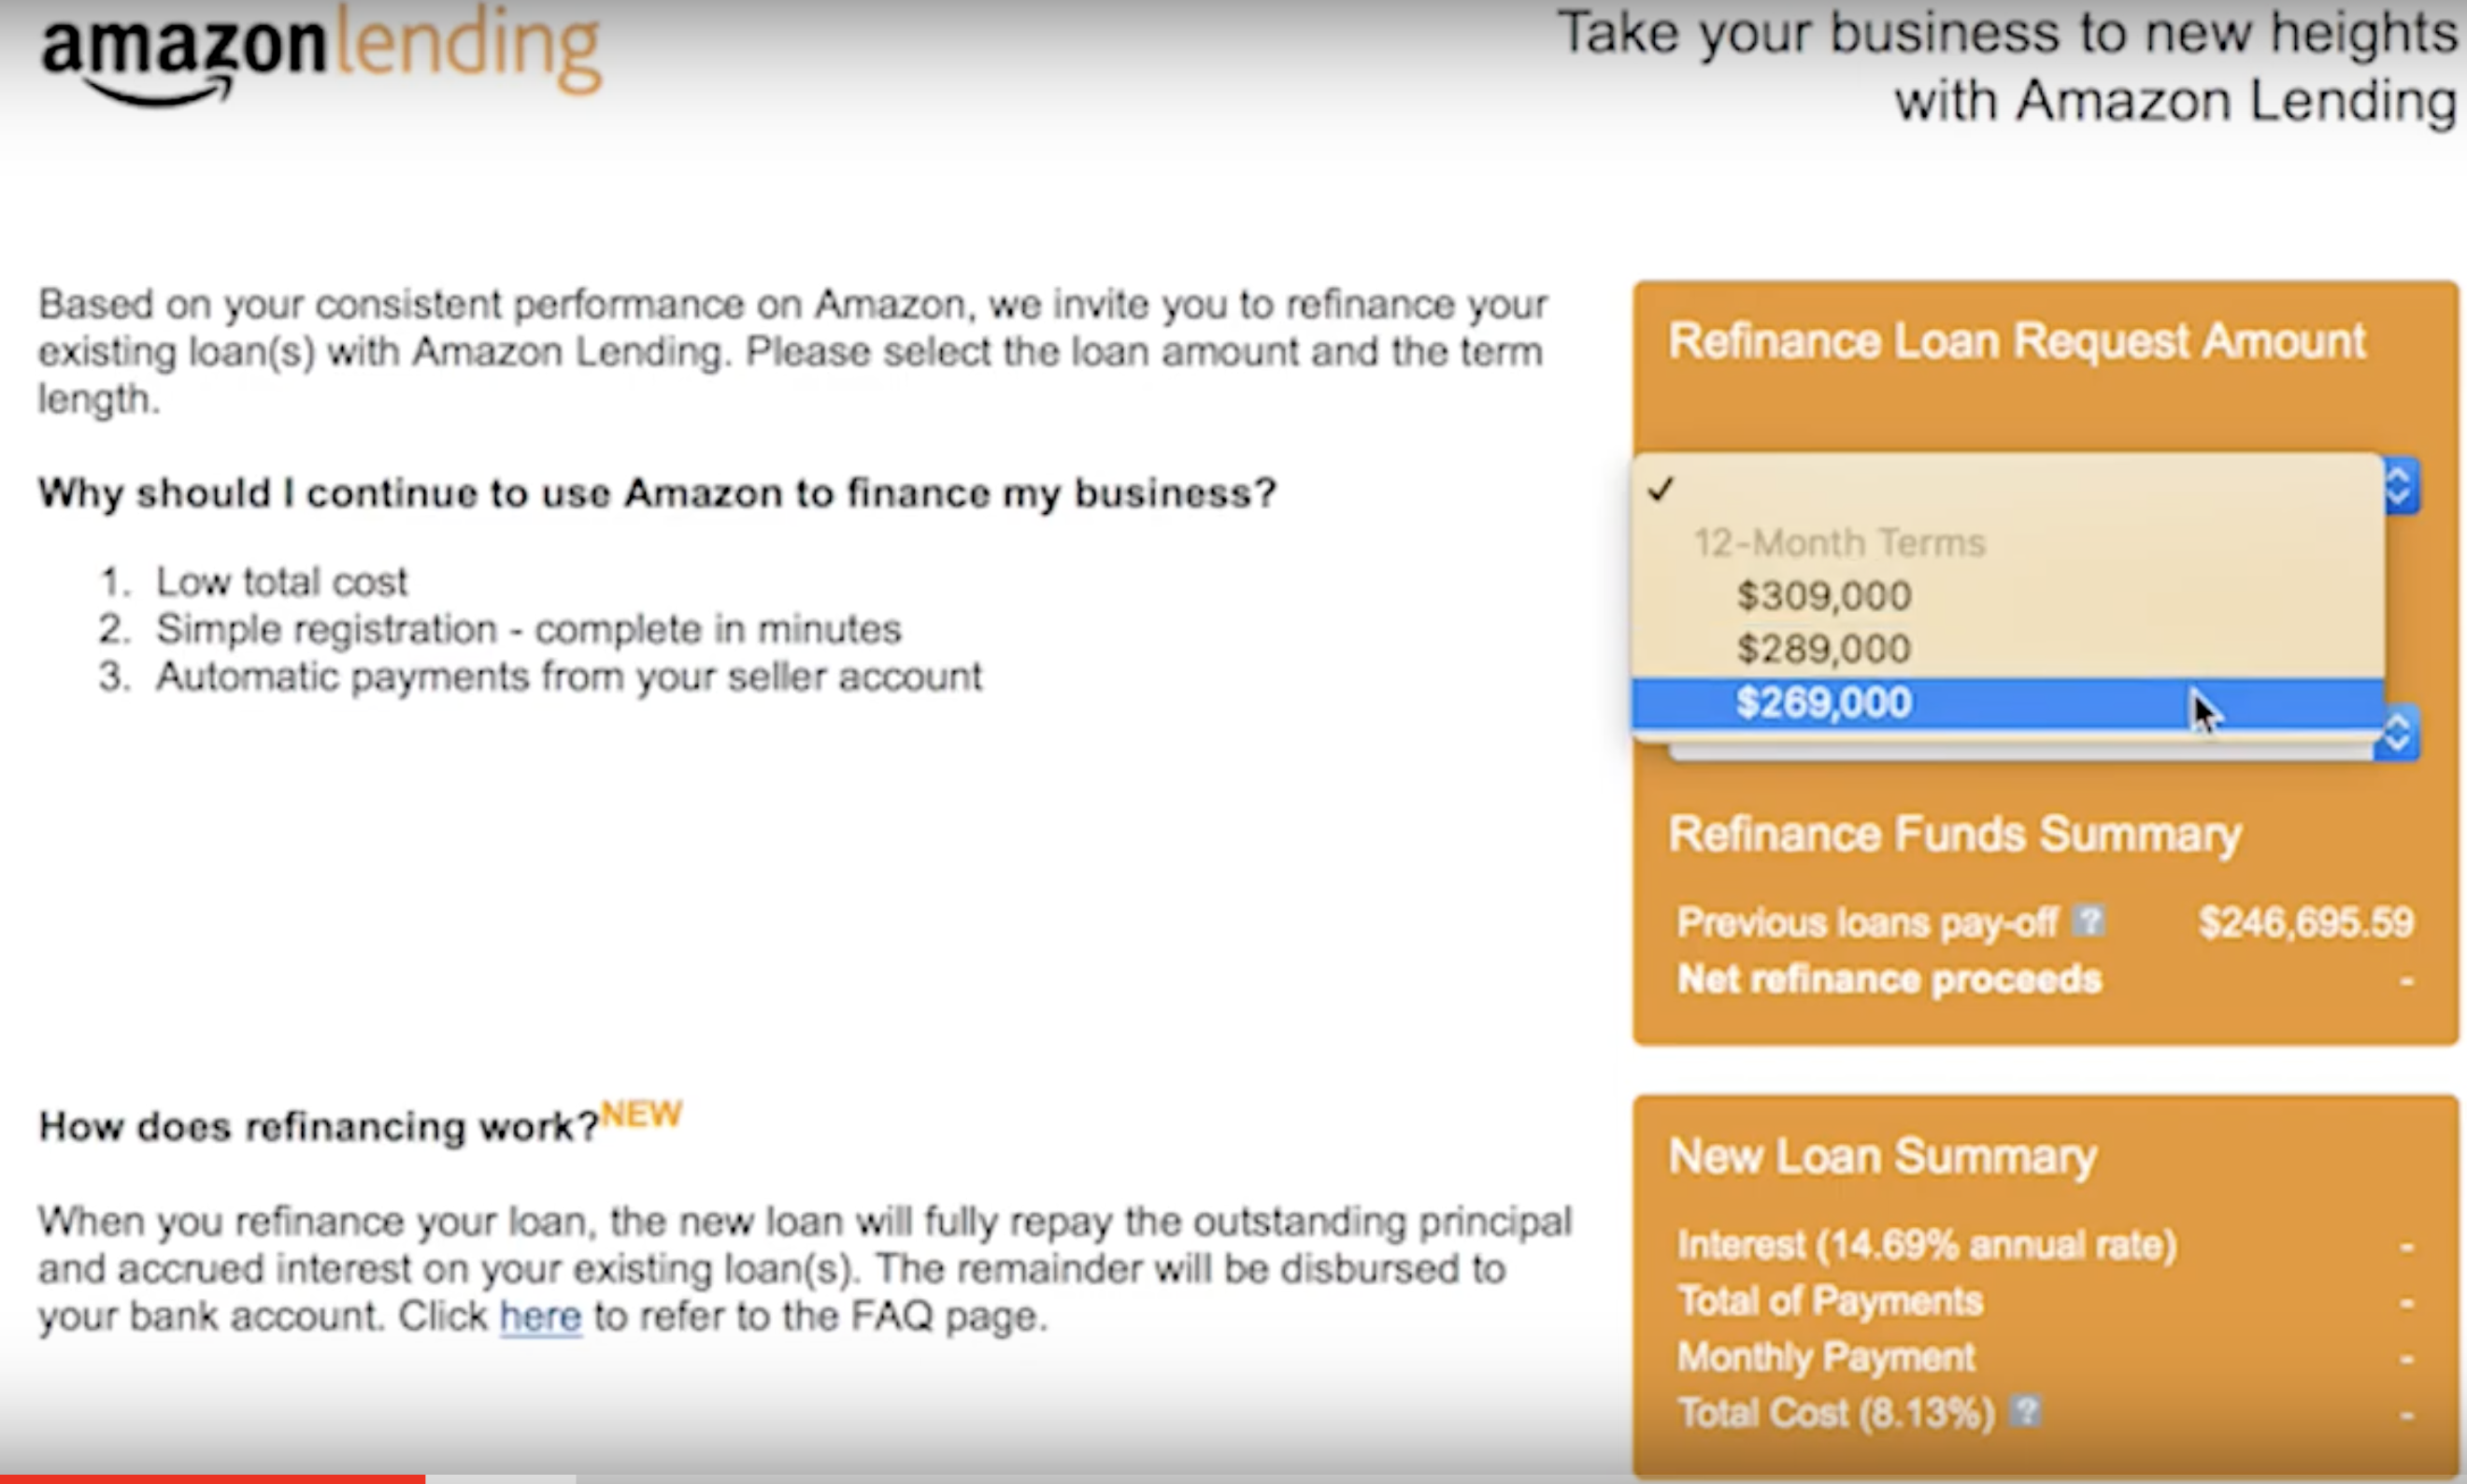 amazonlending
Take your business to new heights
with Amazon Lending
Based on your consistent performance on Amazon, we invite you to refinance your
existing loan(s) with Amazon Lending. Please select the loan amount and the term
length.
Why should I continue to use Amazon to finance my business?
1. Low total cost
2. Simple registration - complete in minutes
3. Automatic payments from your seller account
Refinance Loan Request Amount
✓
12-Month Terms
$309,000
$289,000
$269,000
Refinance Funds Summary
Previous loans pay-off ? $246,695.59
Net refinance proceeds -
How does refinancing work?NEW
When you refinance your loan, the new loan will fully repay the outstanding principal
and accrued interest on your existing loan(s). The remainder will be disbursed to
your bank account. Click here to refer to the FAQ page.
New Loan Summary
Interest (14.69% annual rate) -
Total of Payments -
Monthly Payment -
Total Cost (8.13%) ? -